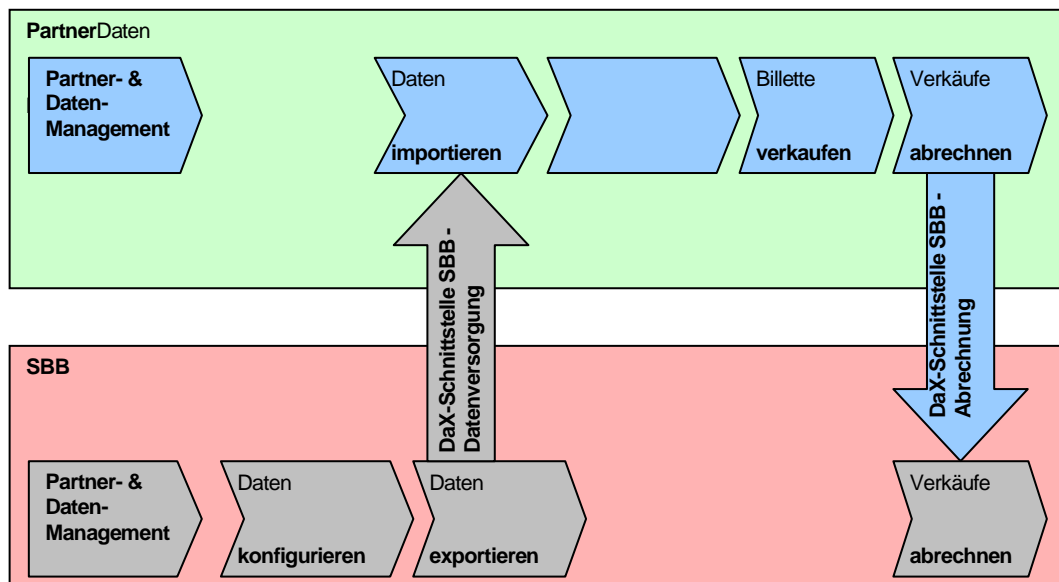 PartnerDaten
Partner- &
Daten-
Management
Daten
importieren
Billette
verkaufen
Verkäufe
abrechnen
DaX-Schnittstelle SBB -
Datenversorgung
DaX-Schnittstelle SBB -
Abrechnung
SBB
Partner- &
Daten-
Management
Daten
konfigurieren
Daten
exportieren
Verkäufe
abrechnen